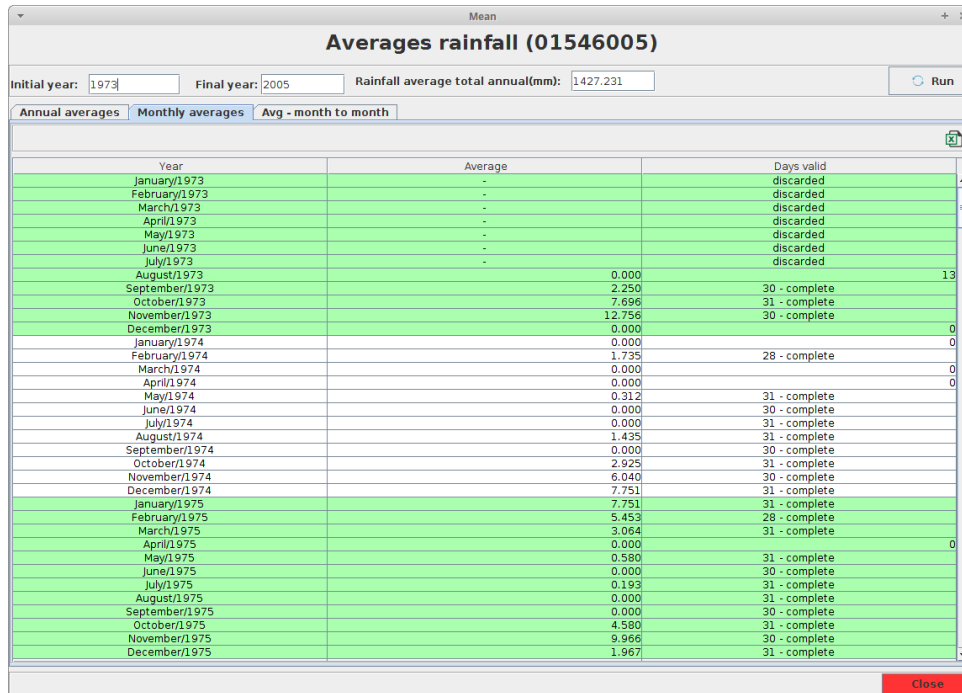 Mean
Averages rainfall (01546005)
Initial year: 1973 Final year: 2005 Rainfall average total annual(mm): 1427.231 Run
Annual averages Monthly averages Avg - month to month
Year Average Days valid
January/1973 - discarded
February/1973 - discarded
March/1973 - discarded
April/1973 - discarded
May/1973 - discarded
June/1973 - discarded
July/1973 - discarded
August/1973 0.000 13
September/1973 2.250 30 - complete
October/1973 7.696 31 - complete
November/1973 12.756 30 - complete
December/1973 0.000 0
January/1974 0.000 0
February/1974 1.735 28 - complete
March/1974 0.000 0
April/1974 0.000 0
May/1974 0.312 31 - complete
June/1974 0.000 30 - complete
July/1974 0.000 31 - complete
August/1974 1.435 31 - complete
September/1974 0.000 30 - complete
October/1974 2.925 31 - complete
November/1974 6.040 30 - complete
December/1974 7.751 31 - complete
January/1975 7.751 31 - complete
February/1975 5.453 28 - complete
March/1975 3.064 31 - complete
April/1975 0.000 0
May/1975 0.580 31 - complete
June/1975 0.000 30 - complete
July/1975 0.193 31 - complete
August/1975 0.000 31 - complete
September/1975 0.000 30 - complete
October/1975 4.580 31 - complete
November/1975 9.966 30 - complete
December/1975 1.967 31 - complete
Close